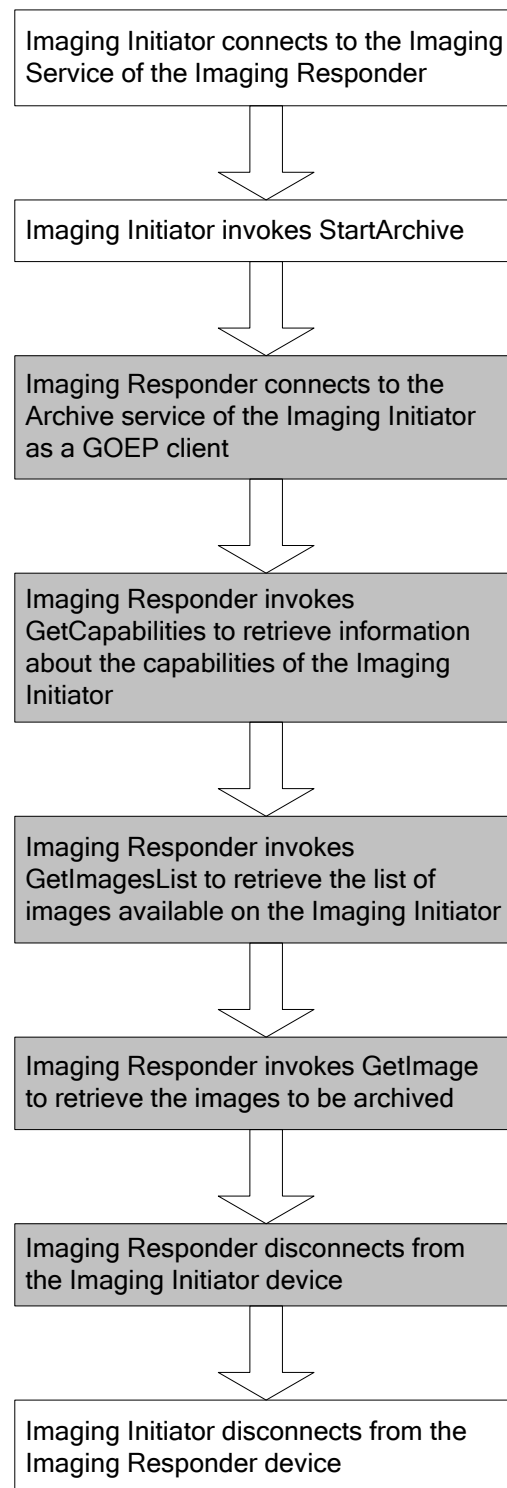 Imaging Initiator connects to the Imaging
Service of the Imaging Responder
Imaging Initiator invokes StartArchive
Imaging Responder connects to the
Archive service of the Imaging Initiator
as a GOEP client
Imaging Responder invokes
GetCapabilities to retrieve information
about the capabilities of the Imaging
Initiator
Imaging Responder invokes
GetImagesList to retrieve the list of
images available on the Imaging Initiator
Imaging Responder invokes GetImage
to retrieve the images to be archived
Imaging Responder disconnects from
the Imaging Initiator device
Imaging Initiator disconnects from the
Imaging Responder device